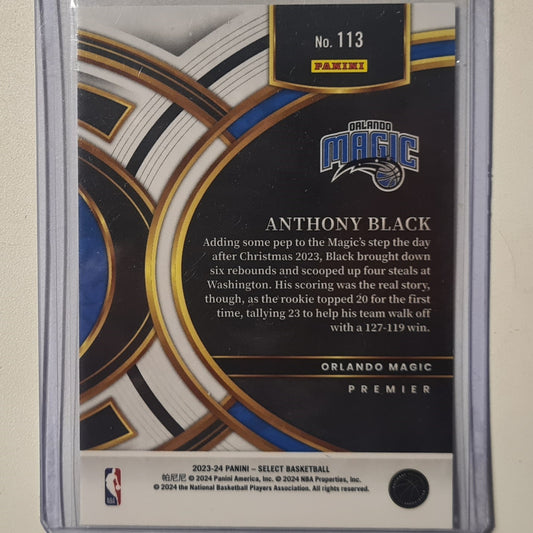 No. 113
PANINI
ORLANDO
MAGIC
ANTHONY BLACK
Adding some pep to the Magic's step the day
after Christmas 2023, Black brought down
six rebounds and scooped up four steals at
Washington. His scoring was the real story,
though, as the rookie topped 20 for the first
time, tallying 23 to help his team walk off
with a 127-119 win.
ORLANDO MAGIC
PREMIER
2023-24 PANINI – SELECT BASKETBALL
帕尼尼 © 2024 Panini America, Inc. © 2024 NBA Properties, Inc.
© 2024 the National Basketball Players Association. All rights reserved.
NBA